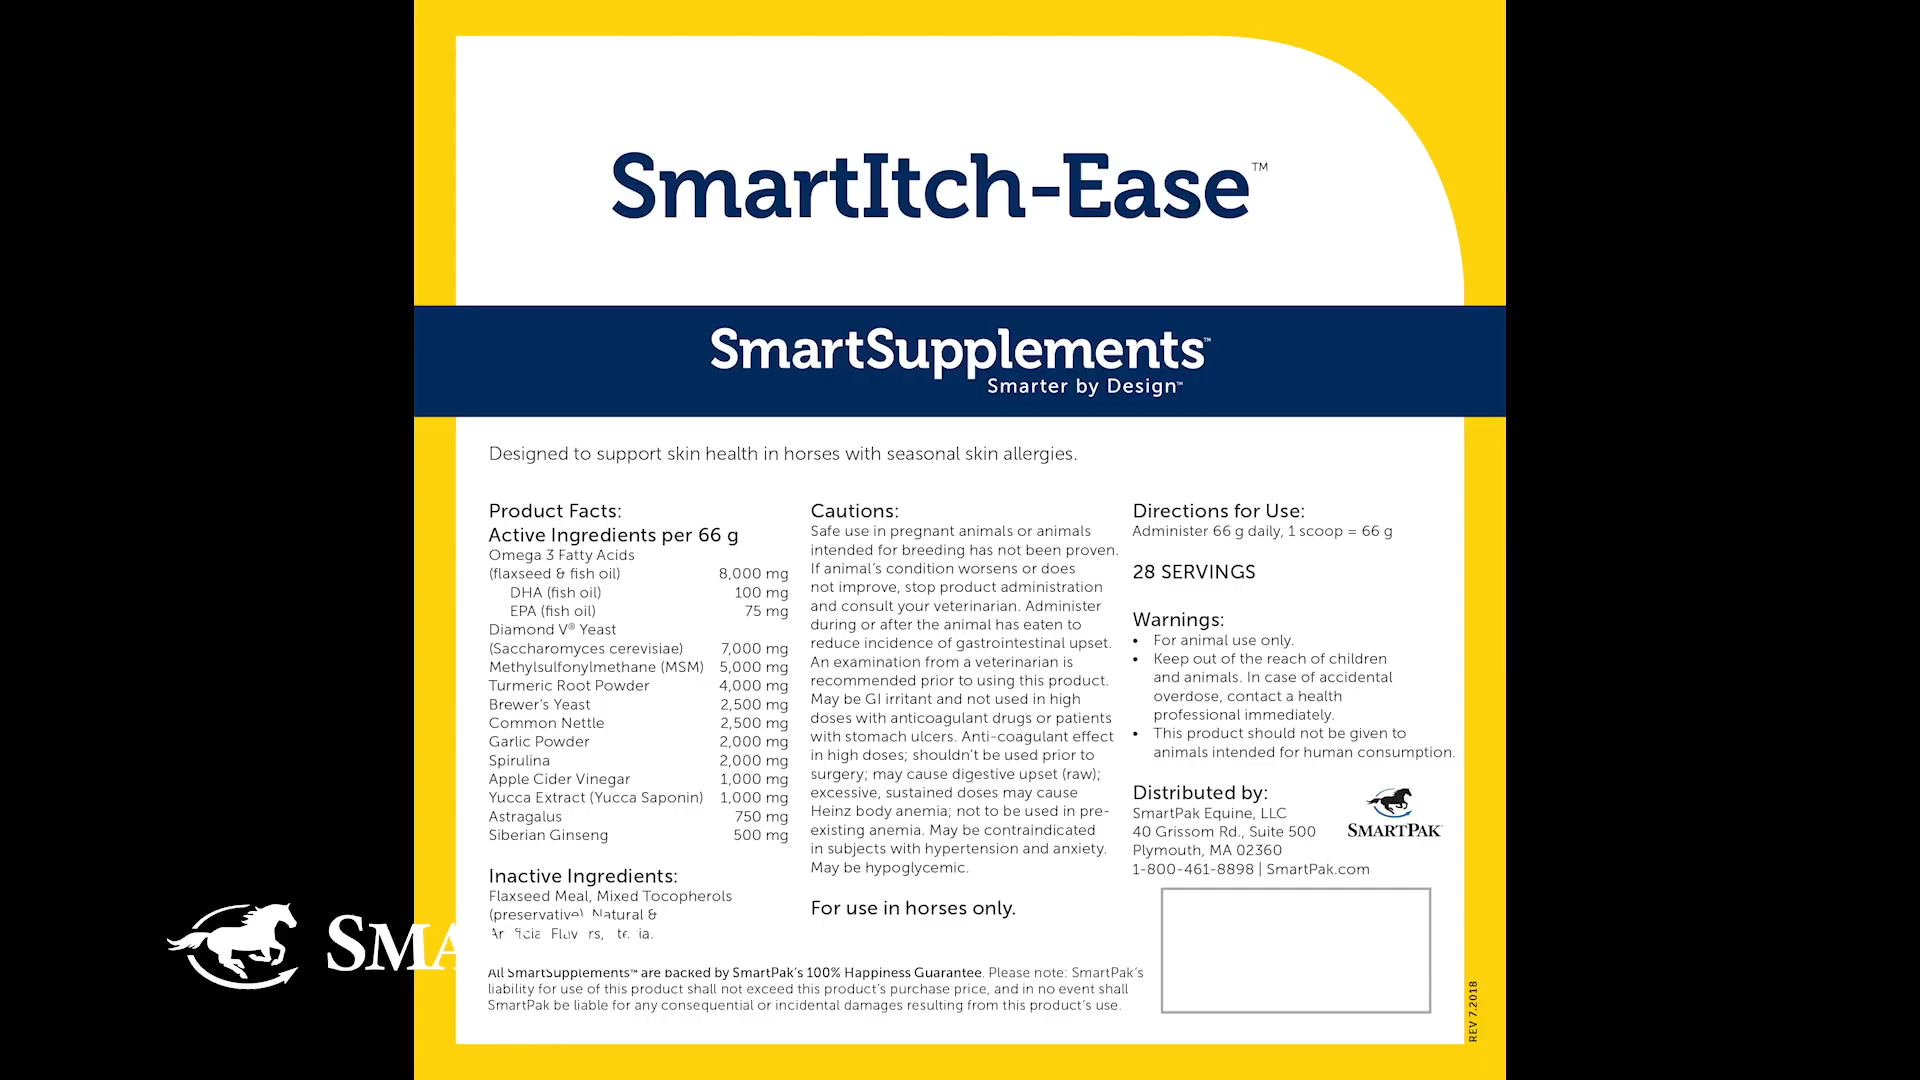 SmartItch-Ease™
SmartSupplements™
Smarter by Design™
Designed to support skin health in horses with seasonal skin allergies.
Product Facts:
Active Ingredients per 66 g
Omega 3 Fatty Acids
(flaxseed & fish oil) 8,000 mg
DHA (fish oil) 100 mg
EPA (fish oil) 75 mg
Diamond V® Yeast
(Saccharomyces cerevisiae) 7,000 mg
Methylsulfonylmethane (MSM) 5,000 mg
Turmeric Root Powder 4,000 mg
Brewer's Yeast 2,500 mg
Common Nettle 2,500 mg
Garlic Powder 2,000 mg
Spirulina 2,000 mg
Apple Cider Vinegar 1,000 mg
Yucca Extract (Yucca Saponin) 1,000 mg
Astragalus 750 mg
Siberian Ginseng 500 mg
Inactive Ingredients:
Flaxseed Meal, Mixed Tocopherols
(preservative), Natural &
Cautions:
Safe use in pregnant animals or animals
intended for breeding has not been proven.
If animal's condition worsens or does
not improve, stop product administration
and consult your veterinarian. Administer
during or after the animal has eaten to
reduce incidence of gastrointestinal upset.
An examination from a veterinarian is
recommended prior to using this product.
May be GI irritant and not used in high
doses with anticoagulant drugs or patients
with stomach ulcers. Anti-coagulant effect
in high doses; shouldn't be used prior to
surgery; may cause digestive upset (raw);
excessive, sustained doses may cause
Heinz body anemia; not to be used in pre-
existing anemia. May be contraindicated
in subjects with hypertension and anxiety.
May be hypoglycemic.
For use in horses only.
Directions for Use:
Administer 66 g daily, 1 scoop = 66 g
28 SERVINGS
Warnings:
• For animal use only.
• Keep out of the reach of children
and animals. In case of accidental
overdose, contact a health
professional immediately.
• This product should not be given to
animals intended for human consumption.
Distributed by:
SmartPak Equine, LLC
40 Grissom Rd., Suite 500
Plymouth, MA 02360
1-800-461-8898 | SmartPak.com
SMARTPAK
All SmartSupplements™ are backed by SmartPak's 100% Happiness Guarantee. Please note: SmartPak's
liability for use of this product shall not exceed this product's purchase price, and in no event shall
SmartPak be liable for any consequential or incidental damages resulting from this product's use.
REV 7.2018